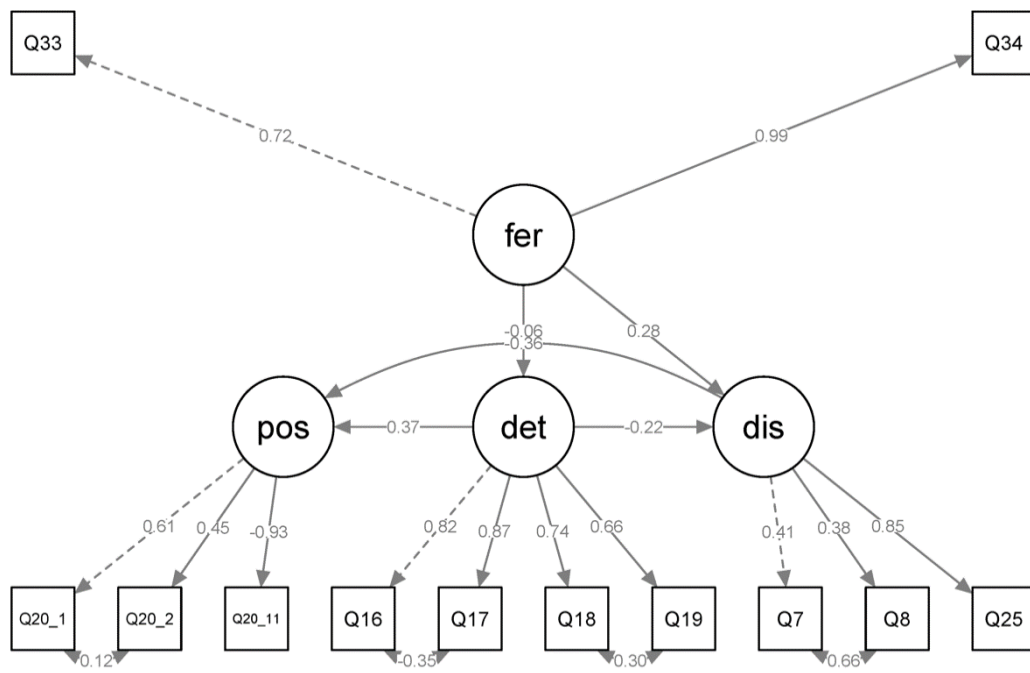 Q33
Q34
0.72
0.99
fer
-0.06
0.28
-0.36
pos
0.37
det
-0.22
dis
0.61
0.45
-0.93
0.82
0.87
0.74
0.66
0.41
0.38
0.85
Q20_1
Q20_2
Q20_11
Q16
Q17
Q18
Q19
Q7
Q8
Q25
0.12
-0.35
0.30
0.66